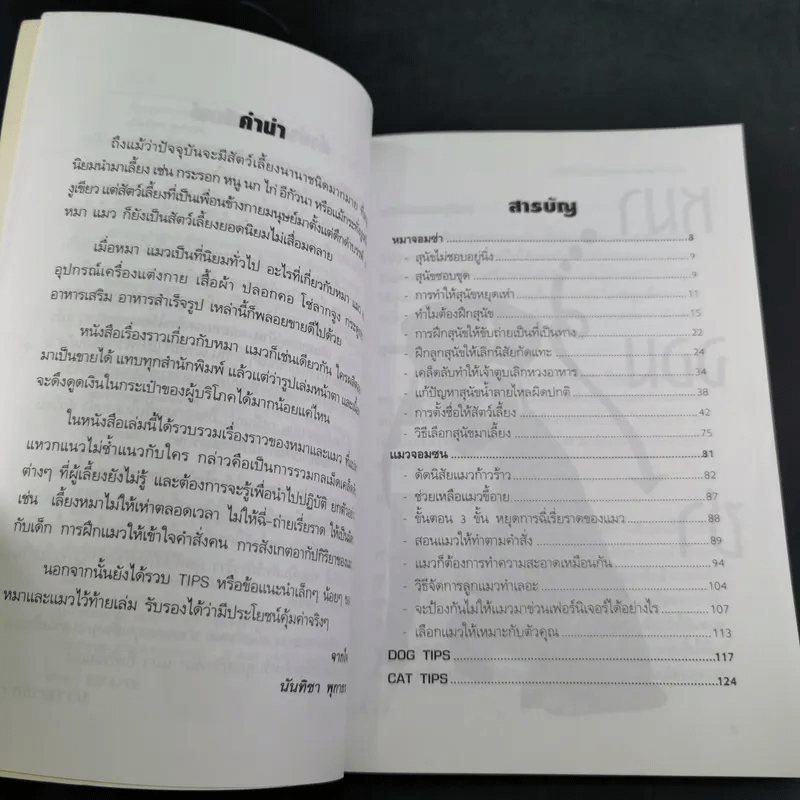 คำนำ
ถึงแม้ว่าปัจจุบันจะมีสัตว์เลี้ยงนานาชนิดมากมาย
นิยมนำมาเลี้ยง เช่น กระรอก หนู นก ไก่ อีกัวนา หรือแม้กระทั่ง
งูเขียว แต่สัตว์เลี้ยงที่เป็นเพื่อนข้างกายมนุษย์มาตั้งแต่ดึกดำบรรพ์
หมา แมว ก็ยังเป็นสัตว์เลี้ยงยอดนิยมไม่เสื่อมคลาย
เมื่อหมา แมวเป็นที่นิยมทั่วไป อะไรที่เกี่ยวกับหมา แมว
อุปกรณ์เครื่องแต่งกาย เสื้อผ้า ปลอกคอ โซ่ลากจูง
อาหารเสริม อาหารสำเร็จรูป เหล่านี้ก็พลอยขายดีไปด้วย
หนังสือเรื่องราวเกี่ยวกับหมา แมวก็เช่นเดียวกัน ใครผลิต
มาเป็นขายได้ แทบทุกสำนักพิมพ์ แล้วแต่ว่ารูปเล่มหน้าตา
จะดึงดูดเงินในกระเป๋าของผู้บริโภคได้มากน้อยแค่ไหน
ในหนังสือเล่มนี้ได้รวบรวมเรื่องราวของหมาและแมว
แหวกแนวไม่ซ้ำแนวกับใคร กล่าวคือเป็นการรวมกลเม็ดเคล็ดลับ
ต่างๆ ที่ผู้เลี้ยงยังไม่รู้ และต้องการจะรู้เพื่อนำไปปฏิบัติ
เช่น เลี้ยงหมาไม่ให้เห่าตลอดเวลา ไม่ให้ฉี่-ถ่ายเรี่ยราด
กับเด็ก การฝึกแมวให้เข้าใจคำสั่งคน การสังเกตอากัปกิริยาของ
นอกจากนั้นยังได้รวบ TIPS หรือข้อแนะนำเล็กๆ น้อยๆ
หมาและแมวไว้ท้ายเล่ม รับรองได้ว่ามีประโยชน์คุ้มค่าจริงๆ
นันทิชา
สารบัญ
หมาจอมซ่า 8
- สุนัขไม่ชอบอยู่นิ่ง 9
- สุนัขชอบขุด 9
- การทำให้สุนัขหยุดเห่า 11
- ทำไมต้องฝึกสุนัข 15
- การฝึกสุนัขให้ขับถ่ายเป็นที่เป็นทาง 22
- ฝึกลูกสุนัขให้เลิกนิสัยกัดแทะ 24
- เคล็ดลับทำให้เจ้าตูบเลิกหวงอาหาร 34
- แก้ปัญหาสุนัขน้ำลายไหลผิดปกติ 38
- การตั้งชื่อให้สัตว์เลี้ยง 42
- วิธีเลือกสุนัขมาเลี้ยง 75
แมวจอมซน 81
- ดัดนิสัยแมวก้าวร้าว 82
- ช่วยเหลือแมวขี้อาย 87
- ขั้นตอน 3 ขั้น หยุดการฉี่เรี่ยราดของแมว 88
- สอนแมวให้ทำตามคำสั่ง 89
- แมวก็ต้องการทำความสะอาดเหมือนกัน 94
- วิธีจัดการลูกแมวทำเลอะ 104
- จะป้องกันไม่ให้แมวมาข่วนเฟอร์นิเจอร์ได้อย่างไร 107
- เลือกแมวให้เหมาะกับตัวคุณ 113
DOG TIPS 117
CAT TIPS 124